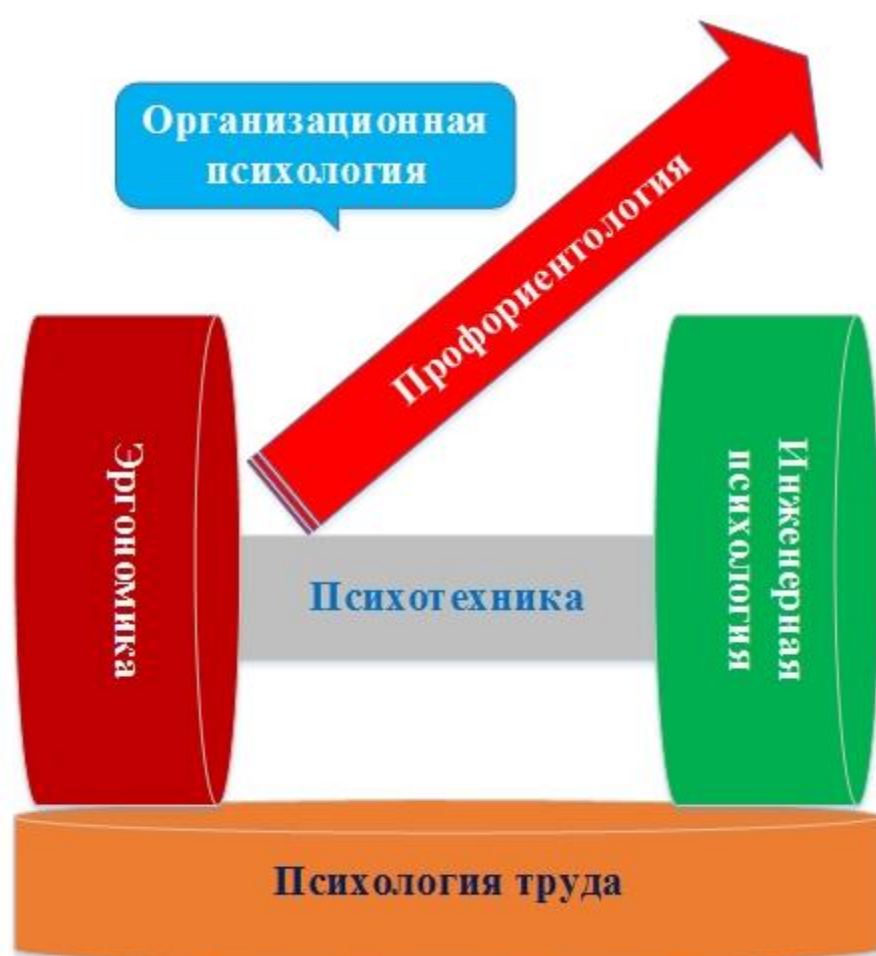 Организационная
психология
Профориентология
Эргономика
Инженерная
психология
Психотехника
Психология труда